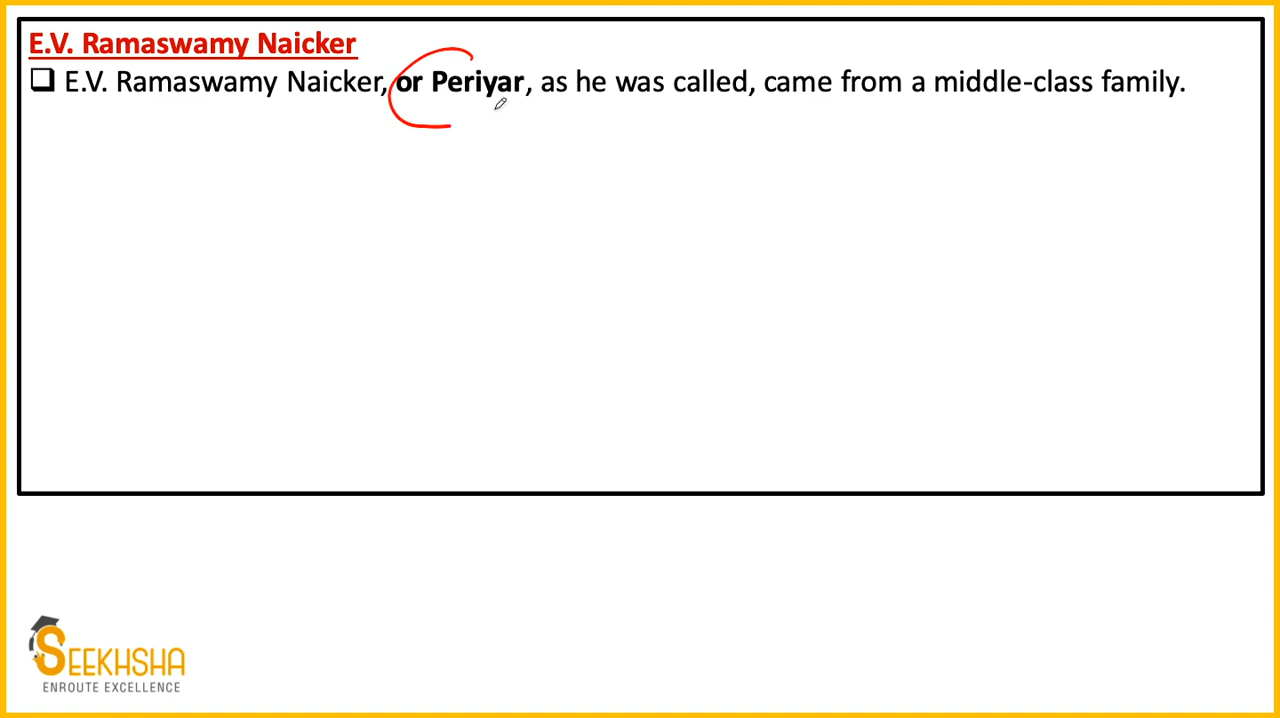 E.V. Ramaswamy Naicker
❑ E.V. Ramaswamy Naicker, or Periyar, as he was called, came from a middle-class family.
SEEKHSHA
ENROUTE EXCELLENCE